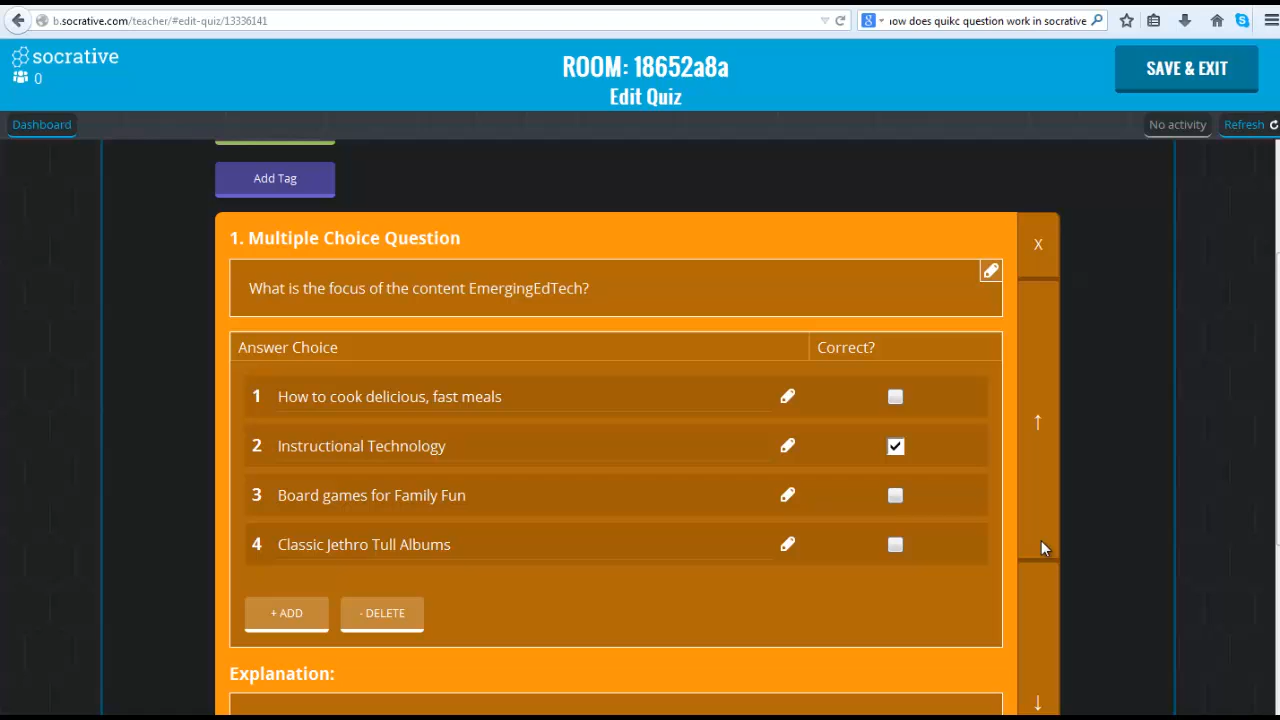 b.socrative.com/teacher/#edit-quiz/13336141
ow does quikc question work in socrative
socrative
0
ROOM: 18652a8a
Edit Quiz
SAVE & EXIT
Dashboard
No activity
Refresh
Add Tag
1. Multiple Choice Question
X
What is the focus of the content EmergingEdTech?
Answer Choice Correct?
1 How to cook delicious, fast meals
2 Instructional Technology
3 Board games for Family Fun
4 Classic Jethro Tull Albums
+ ADD - DELETE
Explanation: